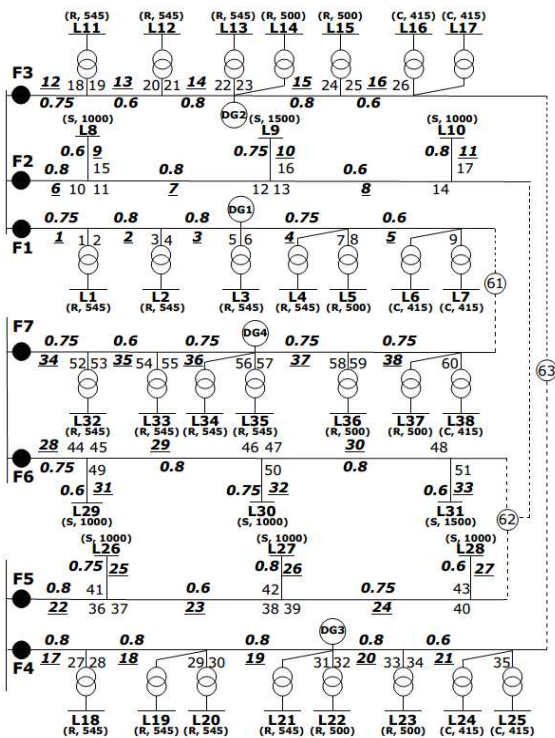 (R, 545) (R, 545) (R, 545) (R, 500) (R, 500) (C, 415) (C, 415)
L11 L12 L13 L14 L15 L16 L17
F3 12 18 19 13 20 21 14 22 23 15 24 25 16 26
0.75 0.6 0.8 0.8 0.6
DG2
(S, 1000) (S, 1500) (S, 1000)
L8 L9 L10
F2 0.6 9 0.75 10 0.8 11
0.8 15 0.8 16 0.6 17
6 10 11 7 12 13 8 14
DG1
0.75 0.8 0.8 0.75 0.6
F1 1 1 2 2 3 4 3 5 6 4 7 8 5 9
61
L1 L2 L3 L4 L5 L6 L7
(R, 545) (R, 545) (R, 545) (R, 545) (R, 500) (C, 415) (C, 415)
F7 0.75 0.6 0.75 DG4 0.75 0.75
34 52 53 35 54 55 36 56 57 37 58 59 38 60
63
L32 L33 L34 L35 L36 L37 L38
(R, 545) (R, 545) (R, 545) (R, 545) (R, 500) (R, 500) (C, 415)
28 44 45 29 46 47 30 48
F6 0.75 49 0.8 50 0.8 51
0.6 31 0.75 32 0.6 33
L29 L30 L31
(S, 1000) (S, 1000) (S, 1500)
62
(S, 1000) (S, 1000) (S, 1000)
L26 L27 L28
F5 0.75 25 0.8 26 0.6 27
0.8 41 0.6 42 0.75 43
22 36 37 23 38 39 24 40
DG3
0.8 0.8 0.8 0.8 0.6
F4 17 27 28 18 29 30 19 31 32 20 33 34 21 35
L18 L19 L20 L21 L22 L23 L24 L25
(R, 545) (R, 545) (R, 545) (R, 545) (R, 500) (R, 500) (C, 415) (C, 415)